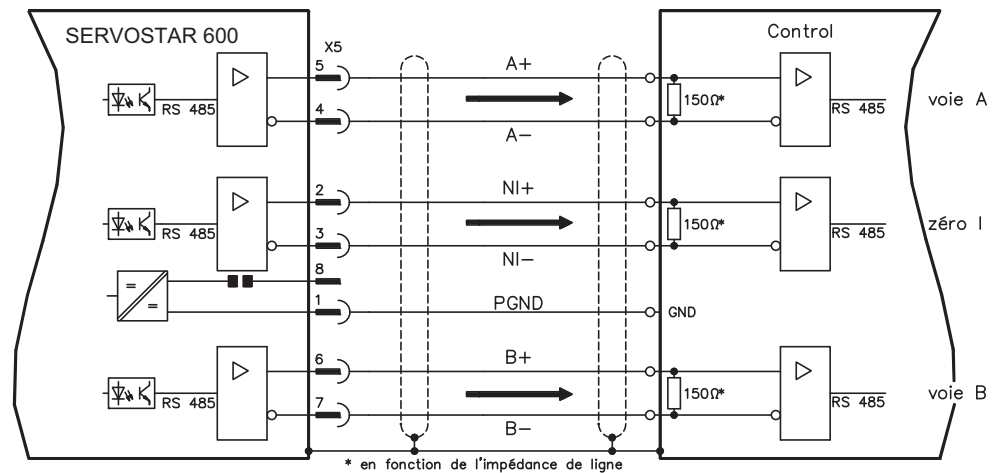 SERVOSTAR 600
X5
Control
5
A+
RS 485
150Ω*
RS 485
voie A
4
A-
2
NI+
RS 485
150Ω*
RS 485
zéro I
3
NI-
8
=
=
1
PGND
GND
6
B+
RS 485
150Ω*
RS 485
voie B
7
B-
* en fonction de l'impédance de ligne